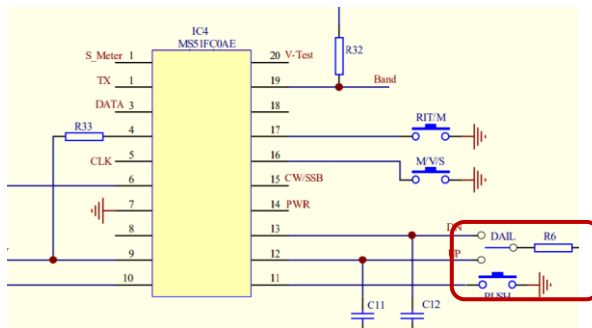 IC4
MS51FC0AE
S_Meter 1
20 V-Test
R32
TX 1
19
Band
DATA 3
18
R33
4
17
RIT/M
CLK 5
16
M/V/S
6
15 CW/SSB
7
14 PWR
8
13
DN
DAIL
R6
9
12
UP
10
11
PUSH
C11
C12